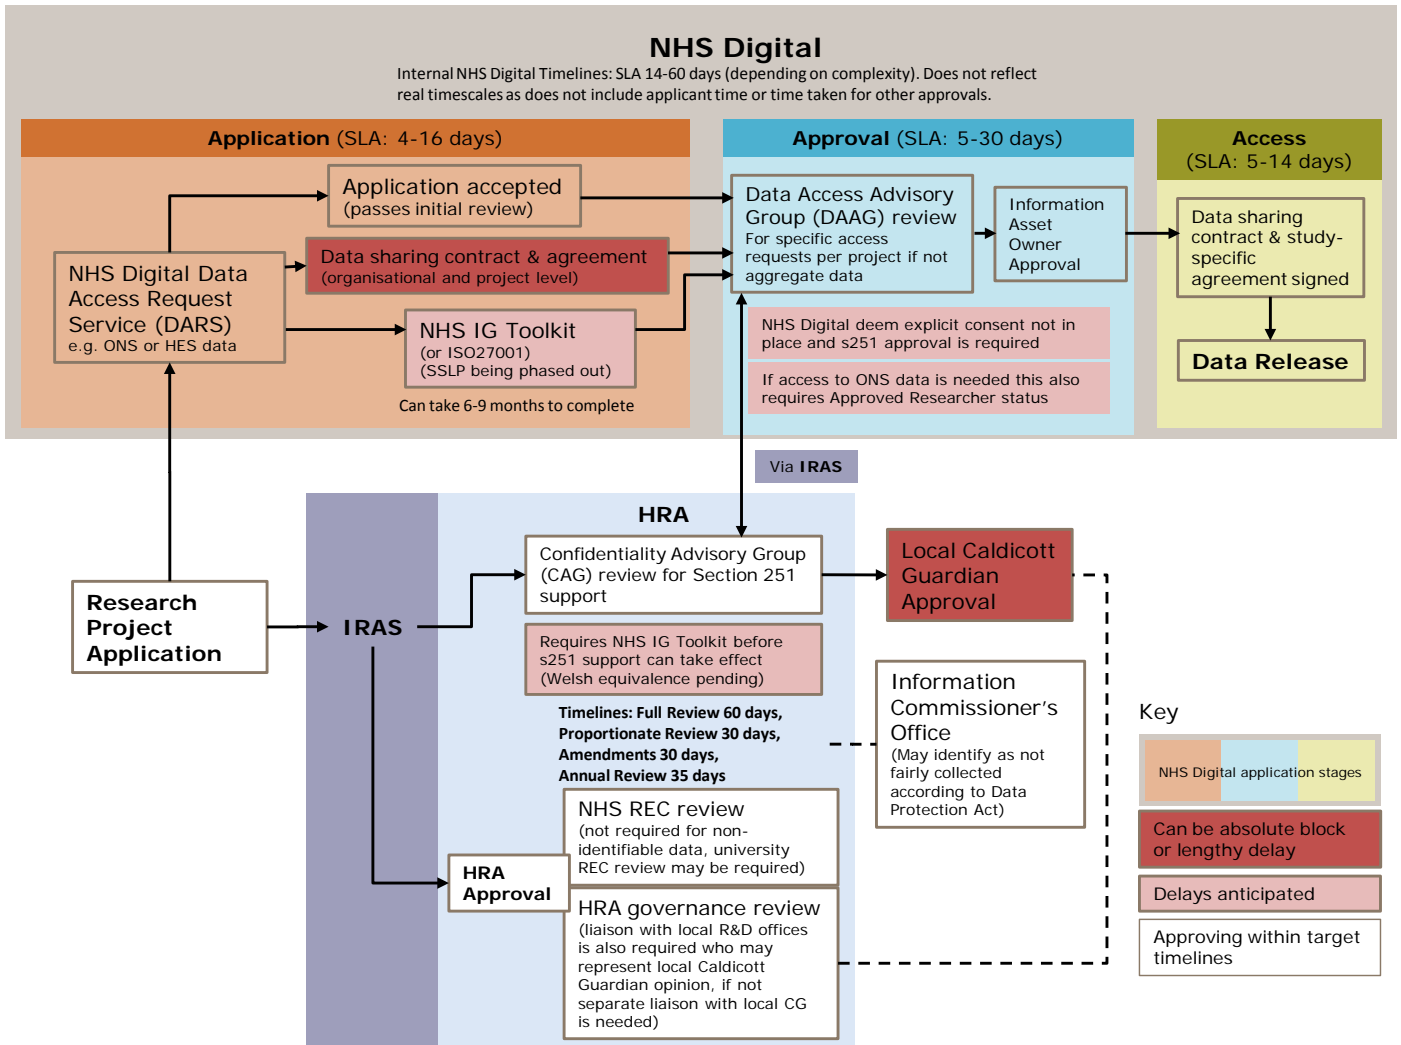 NHS Digital
Internal NHS Digital Timelines: SLA 14-60 days (depending on complexity). Does not reflect
real timescales as does not include applicant time or time taken for other approvals.
Application (SLA: 4-16 days)
Application accepted
(passes initial review)
Data sharing contract & agreement
(organisational and project level)
NHS Digital Data
Access Request
Service (DARS)
e.g. ONS or HES data
NHS IG Toolkit
(or ISO27001)
(SSLP being phased out)
Can take 6-9 months to complete
Approval (SLA: 5-30 days)
Data Access Advisory
Group (DAAG) review
For specific access
requests per project if not
aggregate data
Information
Asset
Owner
Approval
NHS Digital deem explicit consent not in
place and s251 approval is required
If access to ONS data is needed this also
requires Approved Researcher status
Access
(SLA: 5-14 days)
Data sharing
contract & study-
specific
agreement signed
Data Release
Via IRAS
HRA
Confidentiality Advisory Group
(CAG) review for Section 251
support
Local Caldicott
Guardian
Approval
Research
Project
Application
IRAS
Requires NHS IG Toolkit before
s251 support can take effect
(Welsh equivalence pending)
Timelines: Full Review 60 days,
Proportionate Review 30 days,
Amendments 30 days,
Annual Review 35 days
Information
Commissioner's
Office
(May identify as not
fairly collected
according to Data
Protection Act)
HRA
Approval
NHS REC review
(not required for non-
identifiable data, university
REC review may be required)
HRA governance review
(liaison with local R&D offices
is also required who may
represent local Caldicott
Guardian opinion, if not
separate liaison with local CG
is needed)
Key
NHS Digital application stages
Can be absolute block
or lengthy delay
Delays anticipated
Approving within target
timelines